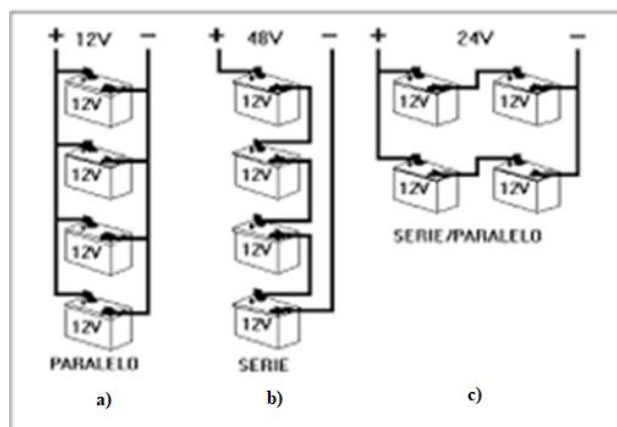 + 12V −
12V
12V
12V
12V
PARALELO
a)
+ 48V −
12V
12V
12V
12V
SERIE
b)
+ 24V −
12V 12V
12V 12V
SERIE/PARALELO
c)